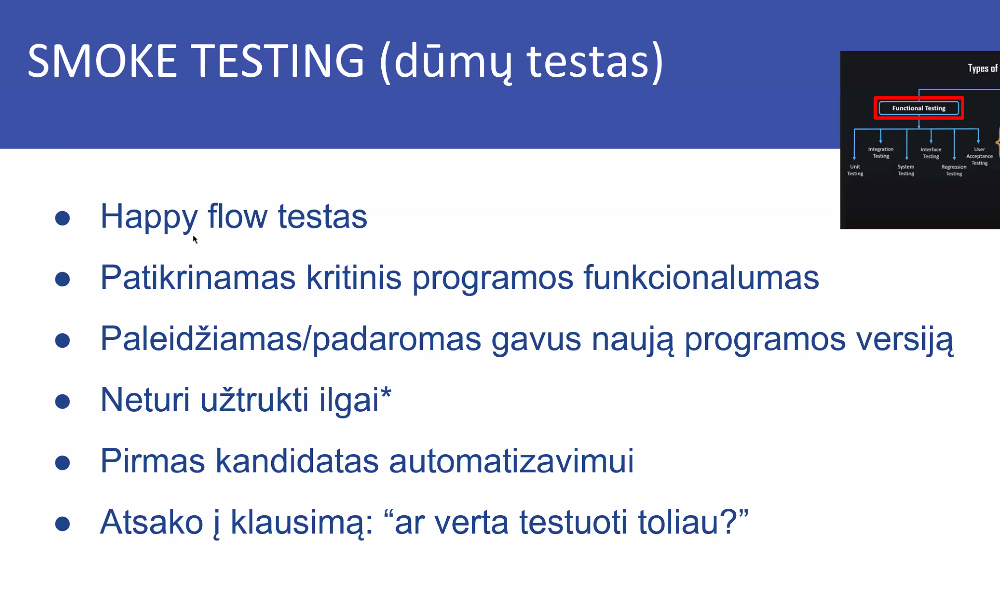 SMOKE TESTING (dūmų testas)
Types of
Functional Testing
Integration
Testing
Interface
Testing
User
Acceptance
Testing
Unit
Testing
System
Testing
Regression
Testing
Happy flow testas
Patikrinamas kritinis programos funkcionalumas
Paleidžiamas/padaromas gavus naują programos versiją
Neturi užtrukti ilgai*
Pirmas kandidatas automatizavimui
Atsako į klausimą: “ar verta testuoti toliau?”